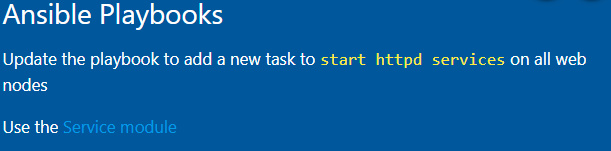 Ansible Playbooks
Update the playbook to add a new task to start httpd services on all web
nodes
Use the Service module